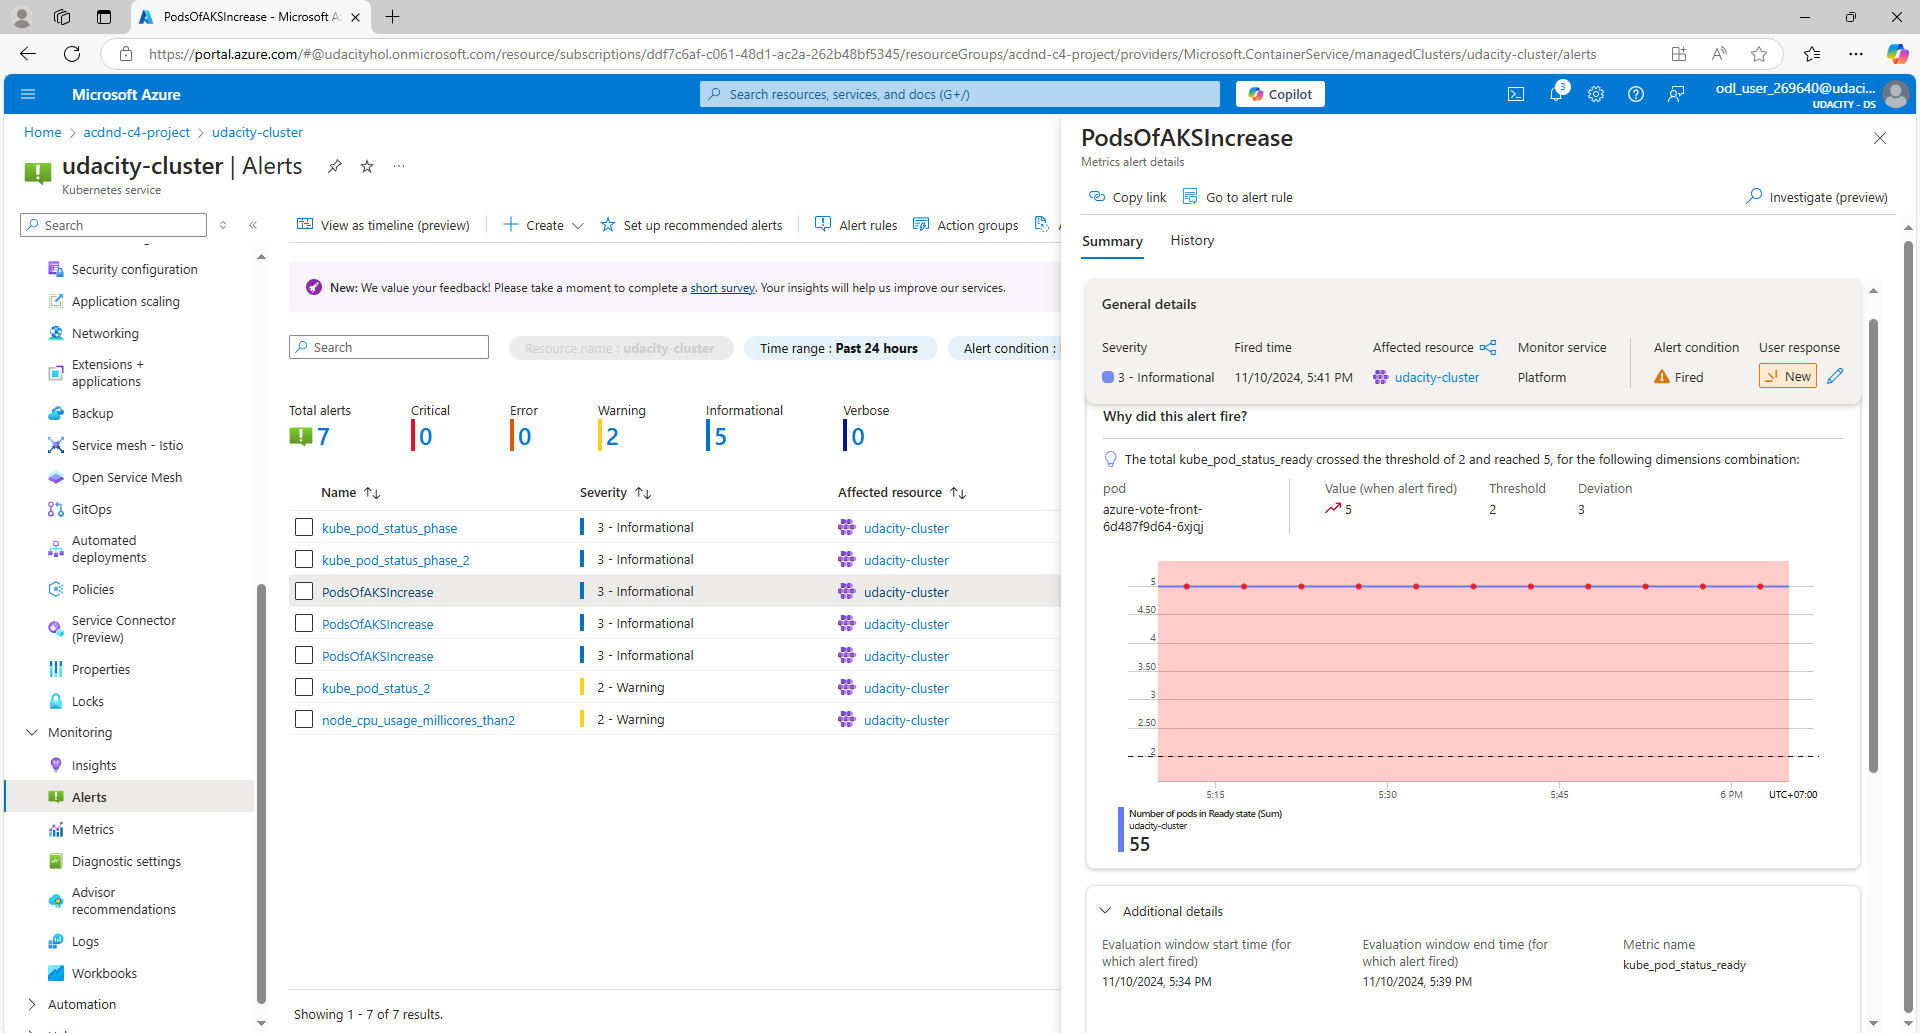 PodsOfAKSIncrease - Microsoft A
https://portal.azure.com/#@udacityhol.onmicrosoft.com/resource/subscriptions/ddf7c6af-c061-48d1-ac2a-262b48bf5345/resourceGroups/acdnd-c4-project/providers/Microsoft.ContainerService/managedClusters/udacity-cluster/alerts
Microsoft Azure
Search resources, services, and docs (G+/)
Copilot
3
odl_user_269640@udaci...
UDACITY - DS
Home > acdnd-c4-project > udacity-cluster
udacity-cluster | Alerts
Kubernetes service
Search
Security configuration
Application scaling
Networking
Extensions +
applications
Backup
Service mesh - Istio
Open Service Mesh
GitOps
Automated
deployments
Policies
Service Connector
(Preview)
Properties
Locks
Monitoring
Insights
Alerts
Metrics
Diagnostic settings
Advisor
recommendations
Logs
Workbooks
Automation
View as timeline (preview)
Create
Set up recommended alerts
Alert rules
Action groups
New: We value your feedback! Please take a moment to complete a short survey. Your insights will help us improve our services.
Search
Resource name : udacity-cluster
Time range : Past 24 hours
Alert condition :
Total alerts
7
Critical
0
Error
0
Warning
2
Informational
5
Verbose
0
Name Severity Affected resource
kube_pod_status_phase 3 - Informational udacity-cluster
kube_pod_status_phase_2 3 - Informational udacity-cluster
PodsOfAKSIncrease 3 - Informational udacity-cluster
PodsOfAKSIncrease 3 - Informational udacity-cluster
PodsOfAKSIncrease 3 - Informational udacity-cluster
kube_pod_status_2 2 - Warning udacity-cluster
node_cpu_usage_millicores_than2 2 - Warning udacity-cluster
Showing 1 - 7 of 7 results.
PodsOfAKSIncrease
Metrics alert details
Copy link
Go to alert rule
Investigate (preview)
Summary
History
General details
Severity
3 - Informational
Fired time
11/10/2024, 5:41 PM
Affected resource
udacity-cluster
Monitor service
Platform
Alert condition
Fired
User response
New
Why did this alert fire?
The total kube_pod_status_ready crossed the threshold of 2 and reached 5, for the following dimensions combination:
pod
azure-vote-front-
6d487f9d64-6xjqj
Value (when alert fired)
5
Threshold
2
Deviation
3
5
4.50
4
3.50
3
2.50
2
5:15 5:30 5:45 6 PM UTC+07:00
Number of pods in Ready state (Sum)
udacity-cluster
55
Additional details
Evaluation window start time (for
which alert fired)
11/10/2024, 5:34 PM
Evaluation window end time (for
which alert fired)
11/10/2024, 5:39 PM
Metric name
kube_pod_status_ready